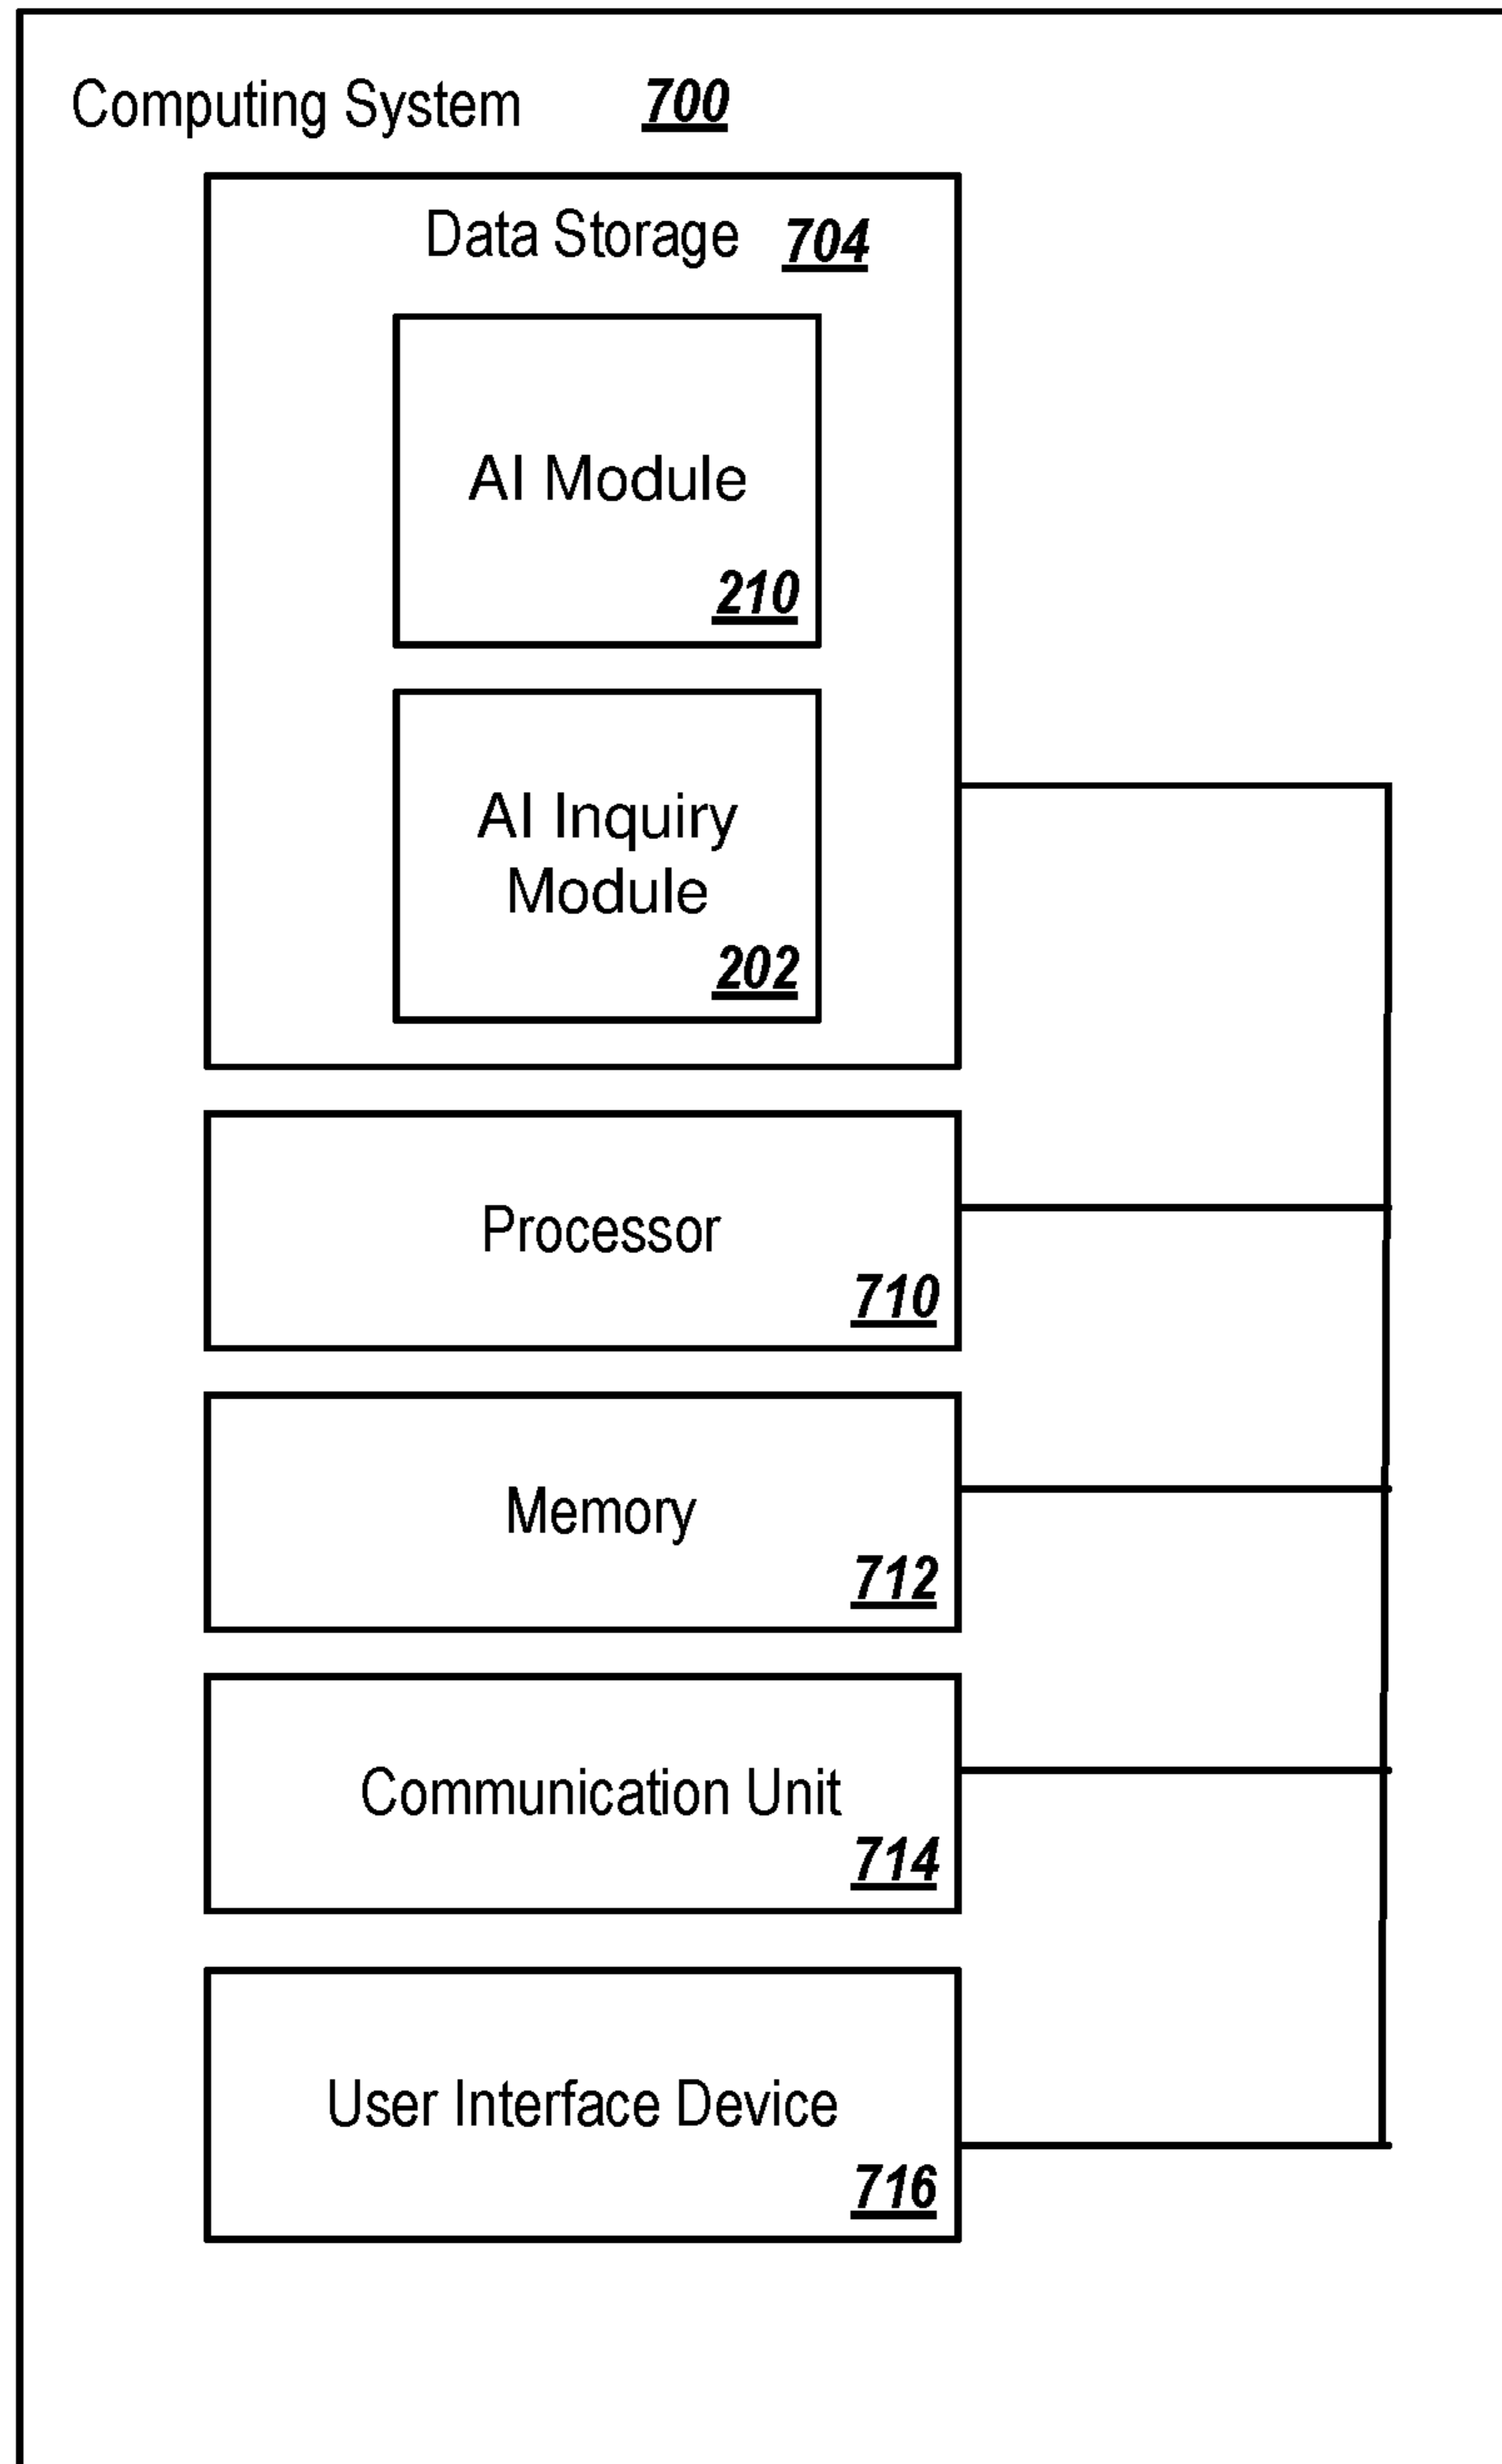 Computing System 700
Data Storage 704
AI Module
210
AI Inquiry
Module
202
Processor
710
Memory
712
Communication Unit
714
User Interface Device
716